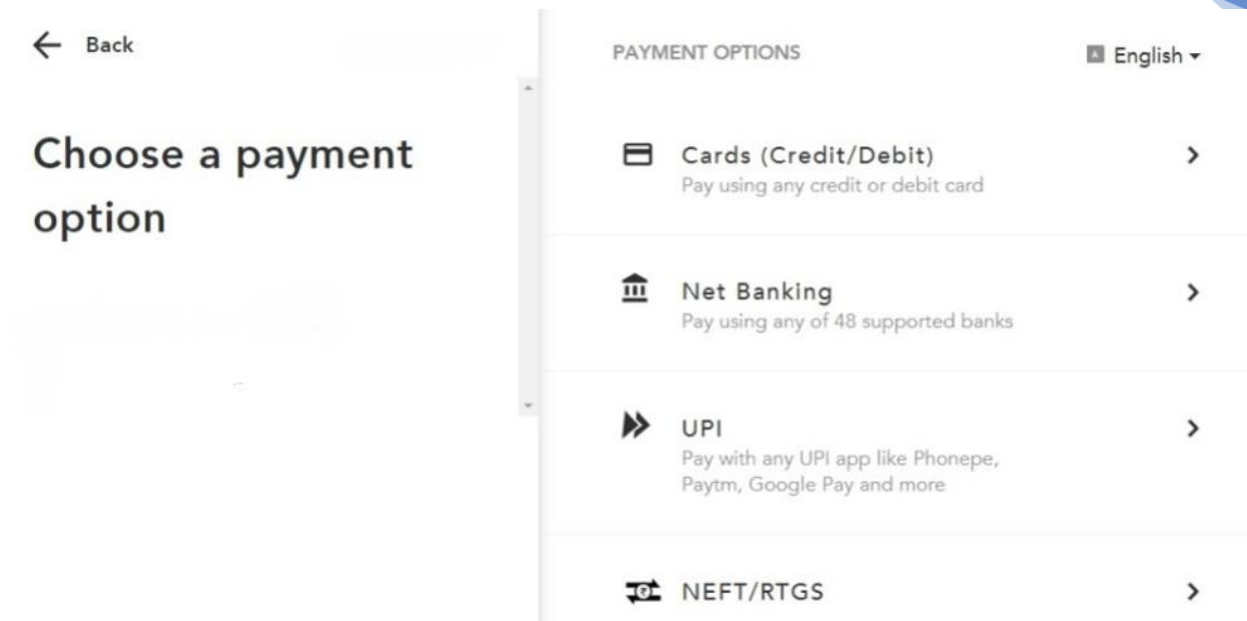 Back
Choose a payment
option
PAYMENT OPTIONS
English
Cards (Credit/Debit)
Pay using any credit or debit card
Net Banking
Pay using any of 48 supported banks
UPI
Pay with any UPI app like Phonepe,
Paytm, Google Pay and more
NEFT/RTGS